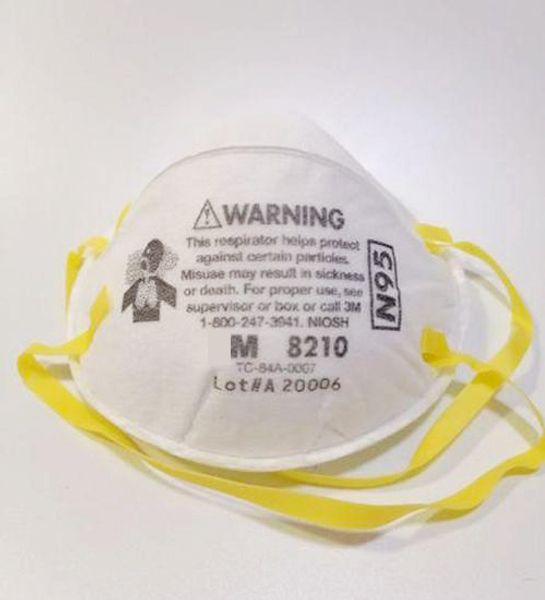 ⚠WARNING
This respirator helps protect
against certain particles.
Misuse may result in sickness
or death. For proper use, see
supervisor or box or call 3M
1-800-247-3941. NIOSH
M 8210
TC-84A-0007
Lot#A 20006
N95